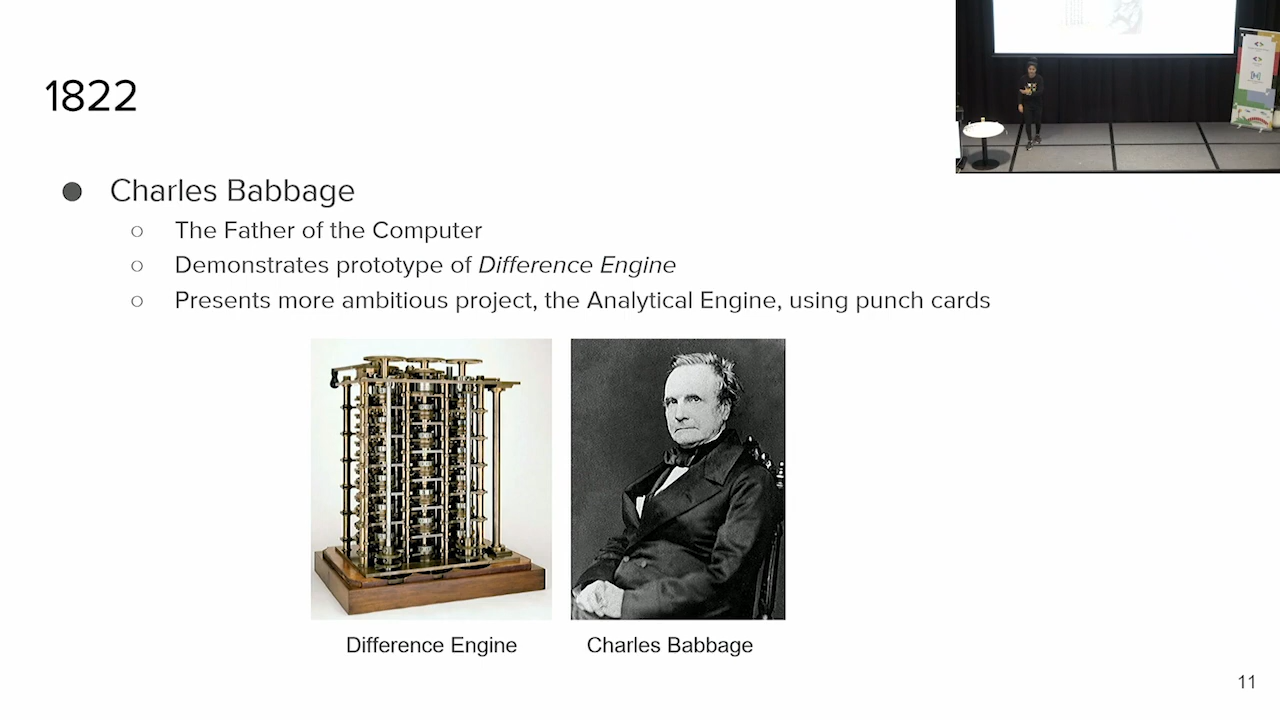 1822
● Charles Babbage
○ The Father of the Computer
○ Demonstrates prototype of Difference Engine
○ Presents more ambitious project, the Analytical Engine, using punch cards
Difference Engine
Charles Babbage
11